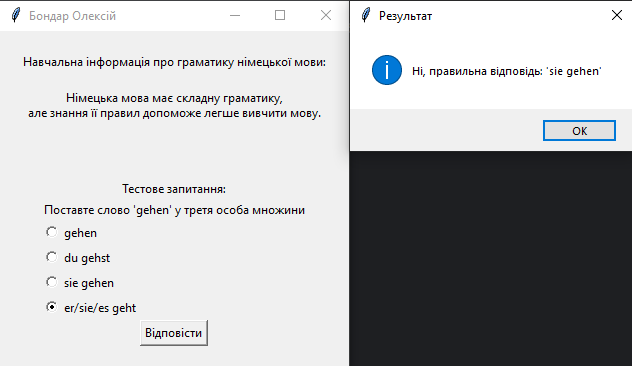 Бондар Олексій
Навчальна інформація про граматику німецької мови:
Німецька мова має складну граматику,
але знання її правил допоможе легше вивчити мову.
Тестове запитання:
Поставте слово 'gehen' у третя особа множини
gehen
du gehst
sie gehen
er/sie/es geht
Відповісти
Результат
Ні, правильна відповідь: 'sie gehen'
OK